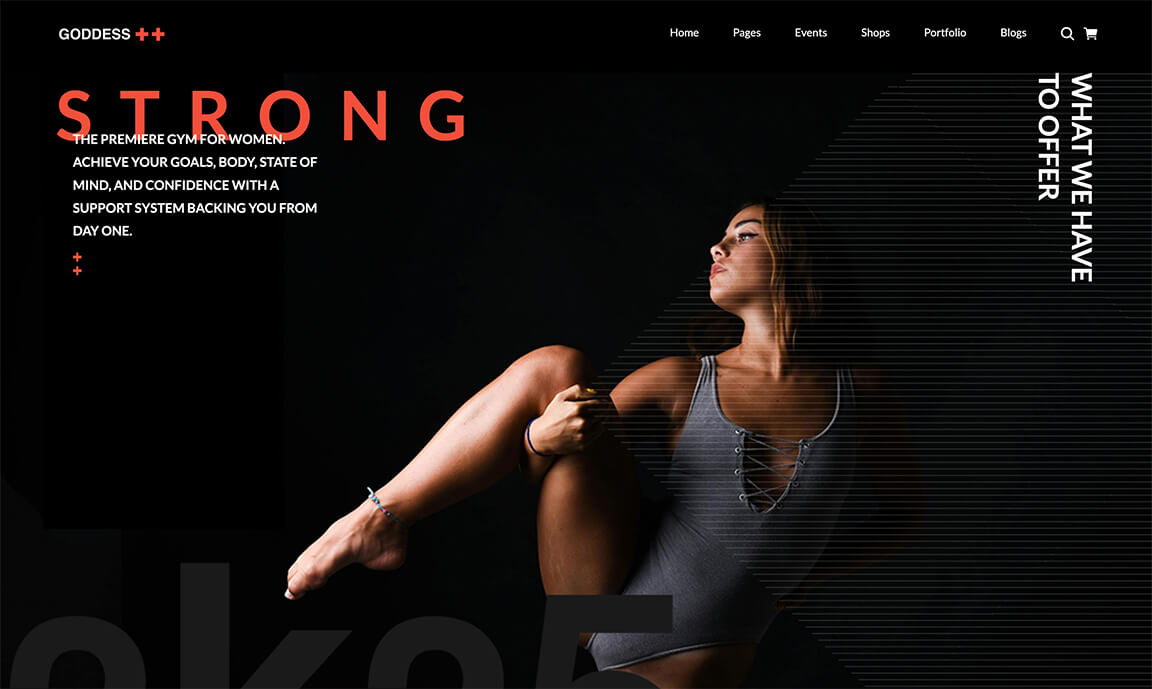 GODDESS ++
Home Pages Events Shops Portfolio Blogs
STRONG
THE PREMIERE GYM FOR WOMEN.
ACHIEVE YOUR GOALS, BODY, STATE OF
MIND, AND CONFIDENCE WITH A
SUPPORT SYSTEM BACKING YOU FROM
DAY ONE.
+
+
WHAT WE HAVE
TO OFFER